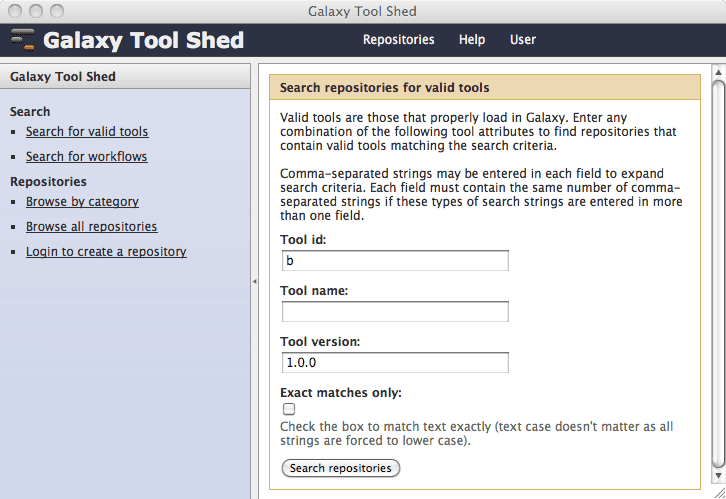 Galaxy Tool Shed
Galaxy Tool Shed
Repositories Help User
Galaxy Tool Shed
Search
Search for valid tools
Search for workflows
Repositories
Browse by category
Browse all repositories
Login to create a repository
Search repositories for valid tools
Valid tools are those that properly load in Galaxy. Enter any
combination of the following tool attributes to find repositories that
contain valid tools matching the search criteria.
Comma-separated strings may be entered in each field to expand
search criteria. Each field must contain the same number of comma-
separated strings if these types of search strings are entered in more
than one field.
Tool id:
b
Tool name:
Tool version:
1.0.0
Exact matches only:
Check the box to match text exactly (text case doesn't matter as all
strings are forced to lower case).
Search repositories